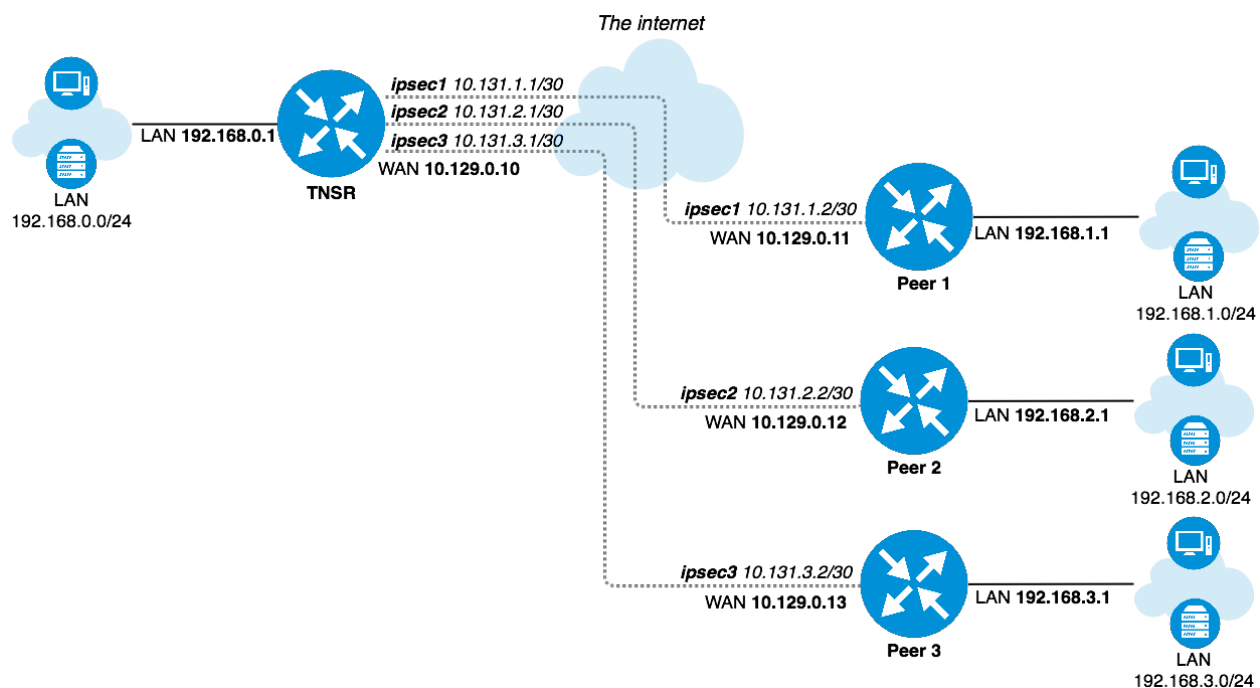 The internet
ipsec1 10.131.1.1/30
ipsec2 10.131.2.1/30
ipsec3 10.131.3.1/30
LAN 192.168.0.1
WAN 10.129.0.10
TNSR
LAN
192.168.0.0/24
ipsec1 10.131.1.2/30
WAN 10.129.0.11
LAN 192.168.1.1
Peer 1
LAN
192.168.1.0/24
ipsec2 10.131.2.2/30
WAN 10.129.0.12
LAN 192.168.2.1
Peer 2
LAN
192.168.2.0/24
ipsec3 10.131.3.2/30
WAN 10.129.0.13
LAN 192.168.3.1
Peer 3
LAN
192.168.3.0/24